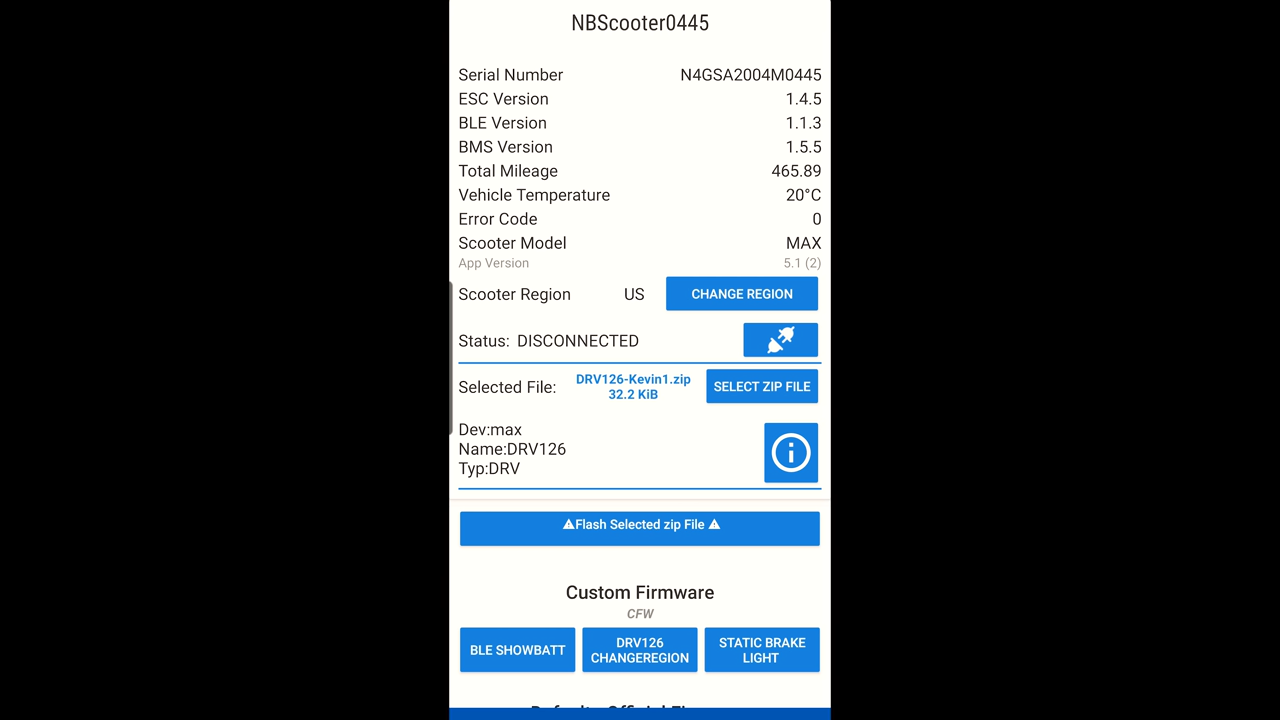 NBScooter0445
Serial Number N4GSA2004M0445
ESC Version 1.4.5
BLE Version 1.1.3
BMS Version 1.5.5
Total Mileage 465.89
Vehicle Temperature 20°C
Error Code 0
Scooter Model MAX
App Version 5.1 (2)
Scooter Region US CHANGE REGION
Status: DISCONNECTED
Selected File: DRV126-Kevin1.zip
32.2 KiB
SELECT ZIP FILE
Dev:max
Name:DRV126
Typ:DRV
⚠Flash Selected zip File ⚠
Custom Firmware
CFW
BLE SHOWBATT
DRV126
CHANGEREGION
STATIC BRAKE
LIGHT